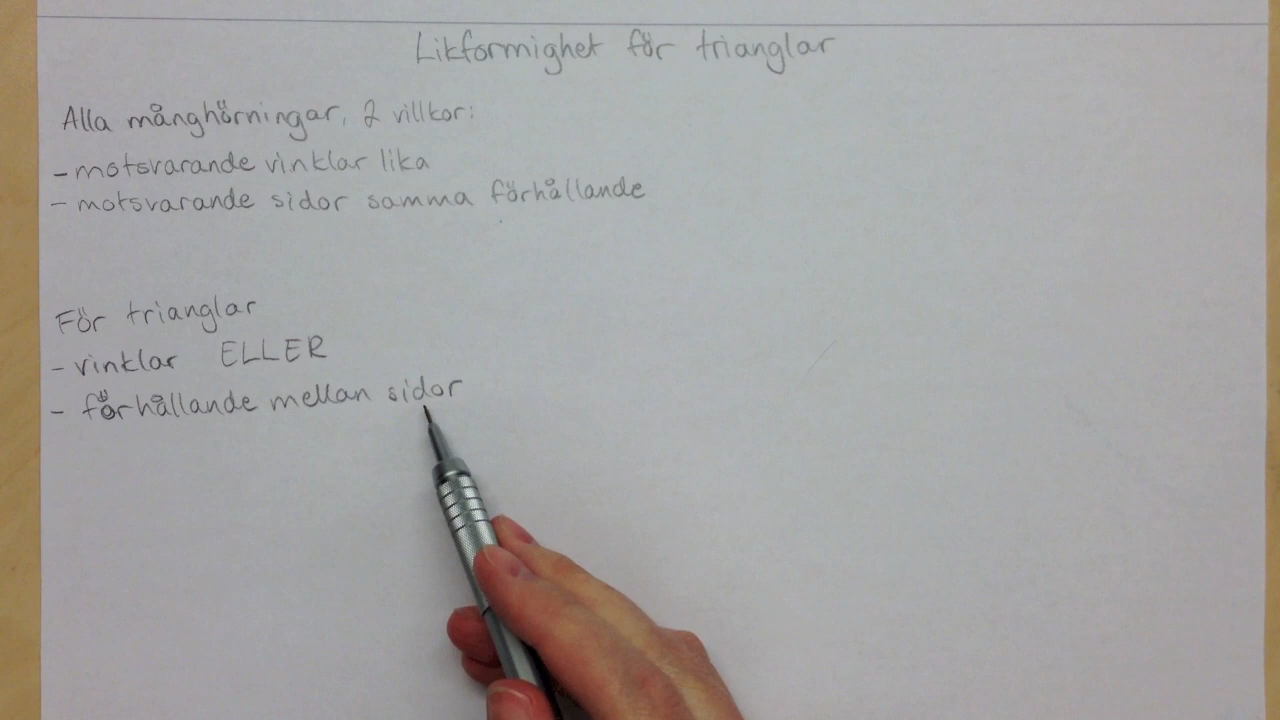 Likformighet för trianglar
Alla månghörningar, 2 villkor:
- motsvarande vinklar lika
- motsvarande sidor samma förhållande
För trianglar
- vinklar ELLER
- förhållande mellan sidor